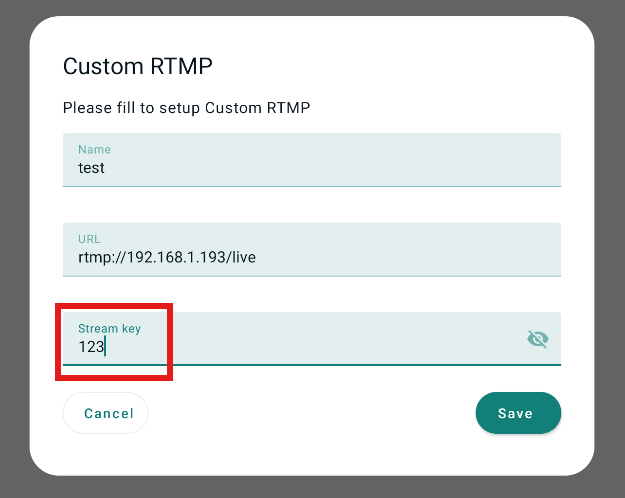 Custom RTMP
Please fill to setup Custom RTMP
Name
test
URL
rtmp://192.168.1.193/live
Stream key
123
Cancel
Save